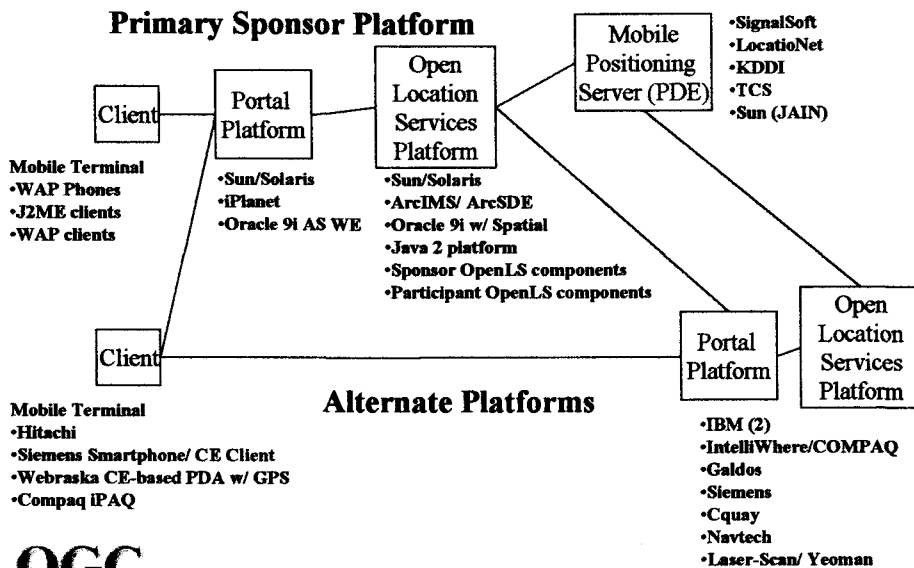 Primary Sponsor Platform
Client
Mobile Terminal
•WAP Phones
•J2ME clients
•WAP clients
Portal
Platform
•Sun/Solaris
•iPlanet
•Oracle 9i AS WE
Open
Location
Services
Platform
•Sun/Solaris
•ArcIMS/ ArcSDE
•Oracle 9i w/ Spatial
•Java 2 platform
•Sponsor OpenLS components
•Participant OpenLS components
Mobile
Positioning
Server (PDE)
•SignalSoft
•LocatioNet
•KDDI
•TCS
•Sun (JAIN)
Client
Mobile Terminal
•Hitachi
•Siemens Smartphone/ CE Client
•Webraska CE-based PDA w/ GPS
•Compaq iPAQ
Alternate Platforms
Portal
Platform
•IBM (2)
•IntelliWhere/COMPAQ
•Galdos
•Siemens
•Cquay
•Navtech
•Laser-Scan/ Yeoman
Open
Location
Services
Platform
OGC